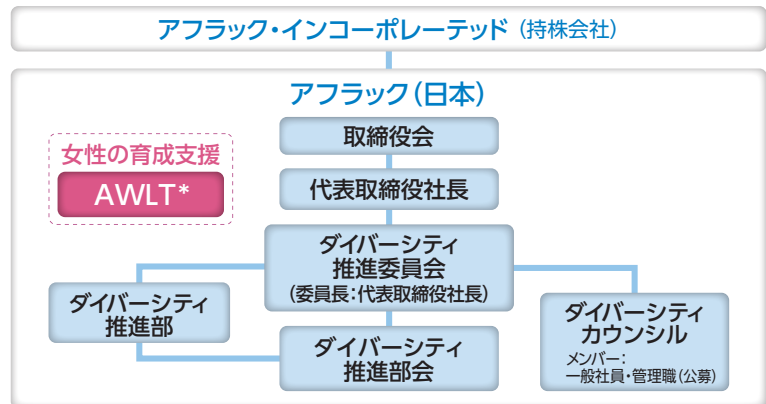 アフラック・インコーポレーテッド（持株会社）
アフラック（日本）
取締役会
女性の育成支援
AWLT*
代表取締役社長
ダイバーシティ
推進委員会
（委員長：代表取締役社長）
ダイバーシティ
推進部
ダイバーシティ
推進部会
ダイバーシティ
カウンシル
メンバー：
一般社員・管理職（公募）